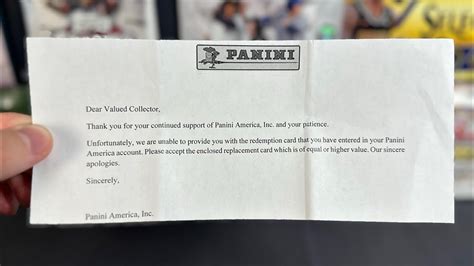 PANINI
Dear Valued Collector,
Thank you for your continued support of Panini America, Inc. and your patience.
Unfortunately, we are unable to provide you with the redemption card that you have entered in your Panini
America account. Please accept the enclosed replacement card which is of equal or higher value. Our sincere
apologies.
Sincerely,
Panini America, Inc.